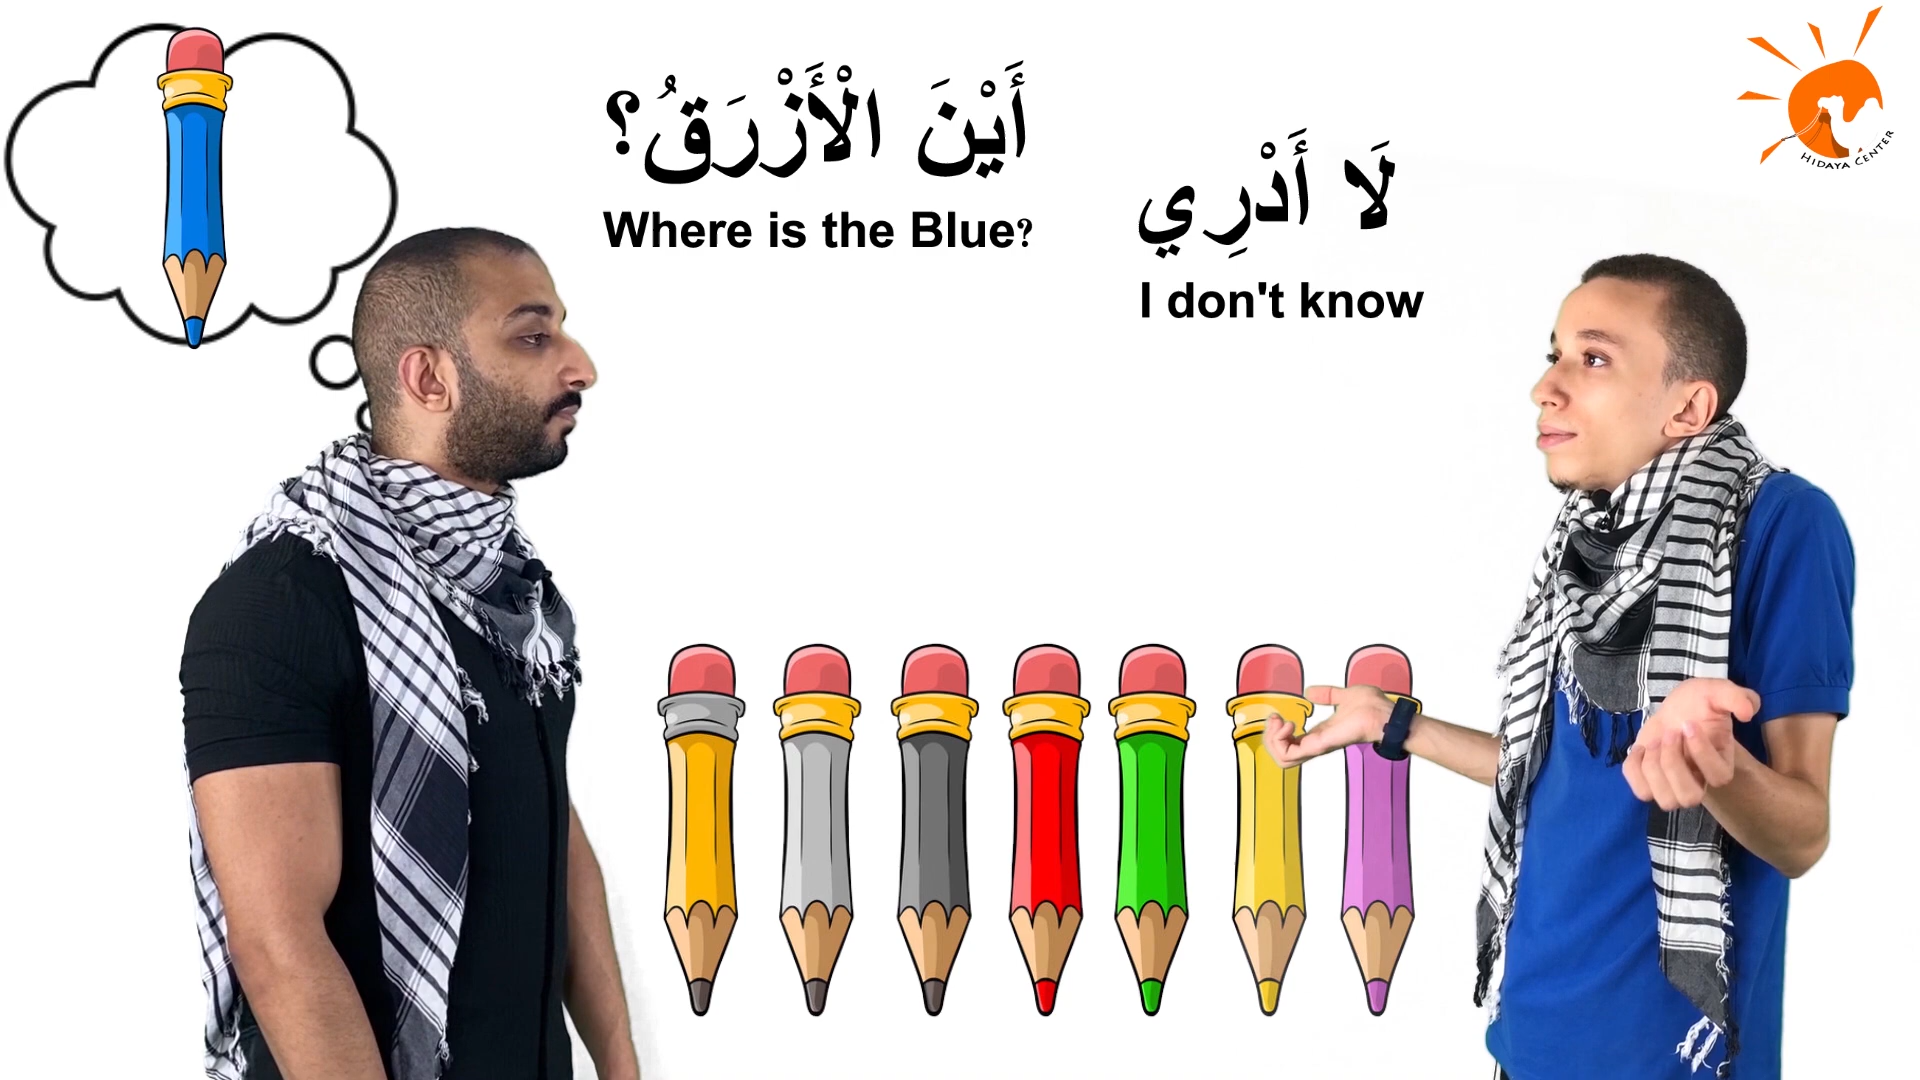 أَيْنَ الْأَزْرَقُ؟
Where is the Blue?
لَا أَدْرِي
I don't know
HIDAYA CENTER